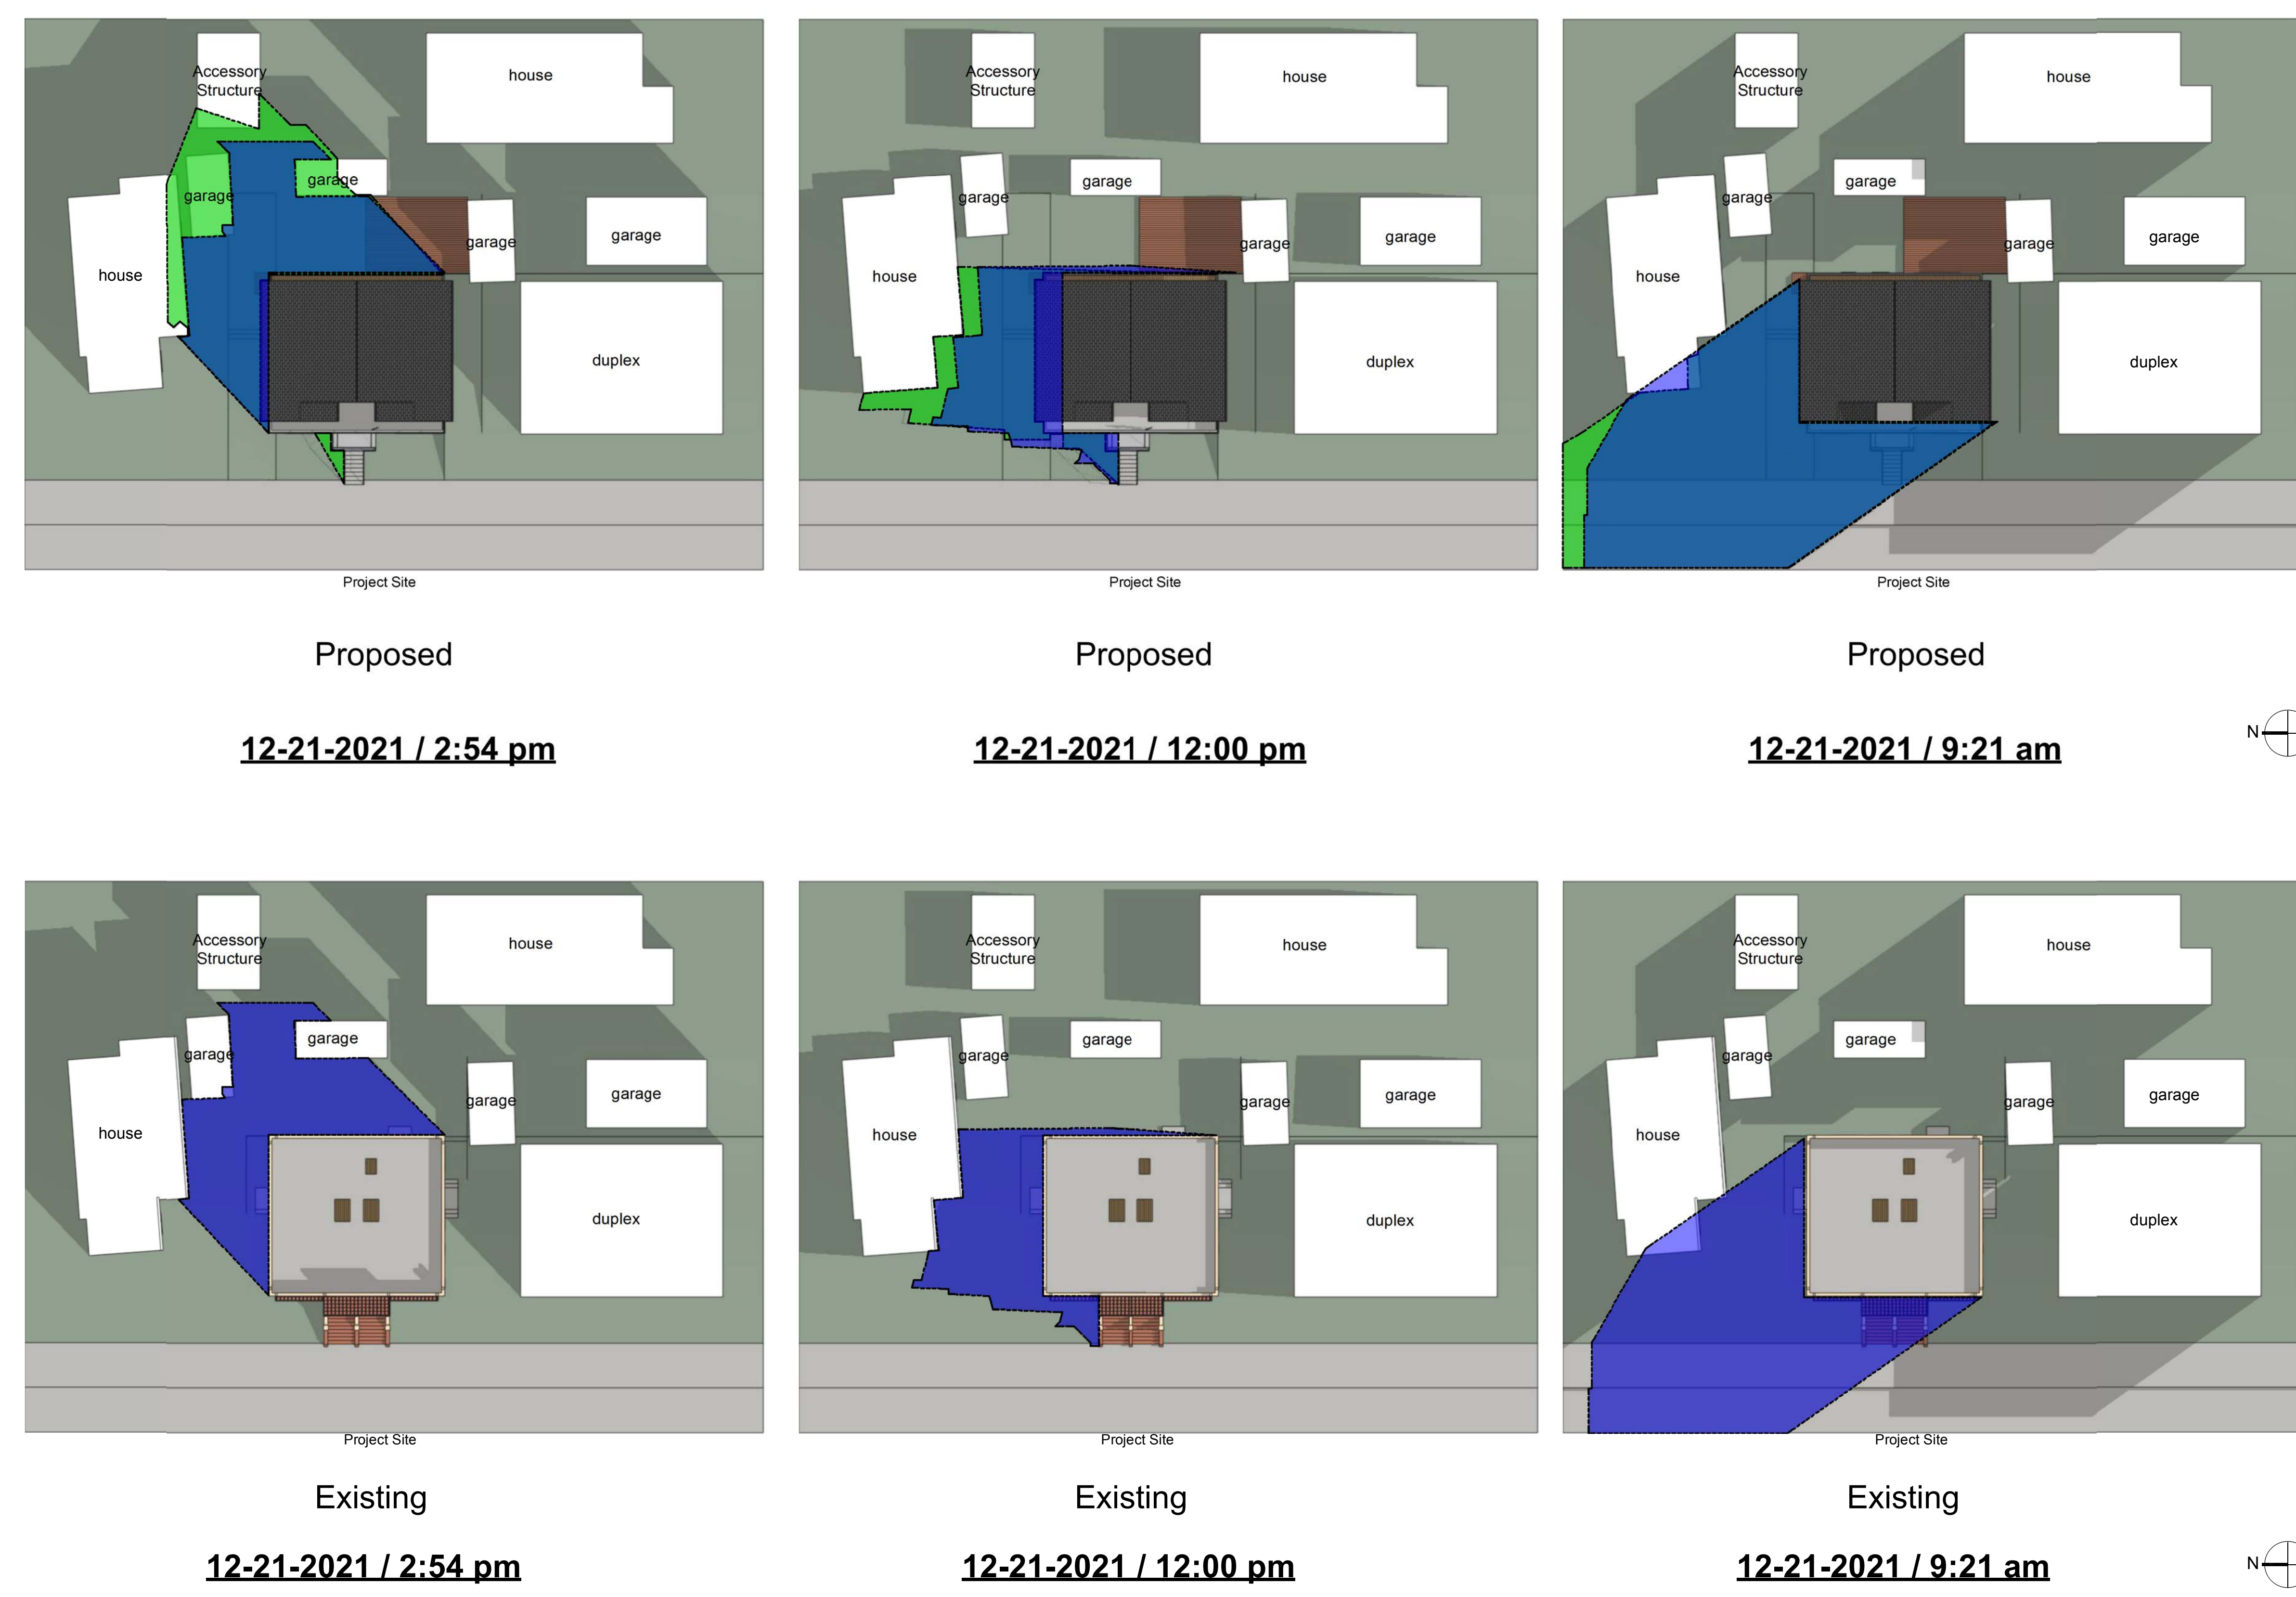 Accessory
Structure
house
garage
garage
garage
garage
house
duplex
Project Site
Proposed
12-21-2021 / 2:54 pm
Accessory
Structure
house
garage
garage
garage
garage
house
duplex
Project Site
Proposed
12-21-2021 / 12:00 pm
Accessory
Structure
house
garage
garage
garage
garage
house
duplex
Project Site
Proposed
12-21-2021 / 9:21 am
N
Accessory
Structure
house
garage
garage
garage
garage
house
duplex
Project Site
Existing
12-21-2021 / 2:54 pm
Accessory
Structure
house
garage
garage
garage
garage
house
duplex
Project Site
Existing
12-21-2021 / 12:00 pm
Accessory
Structure
house
garage
garage
garage
garage
house
duplex
Project Site
Existing
12-21-2021 / 9:21 am
N